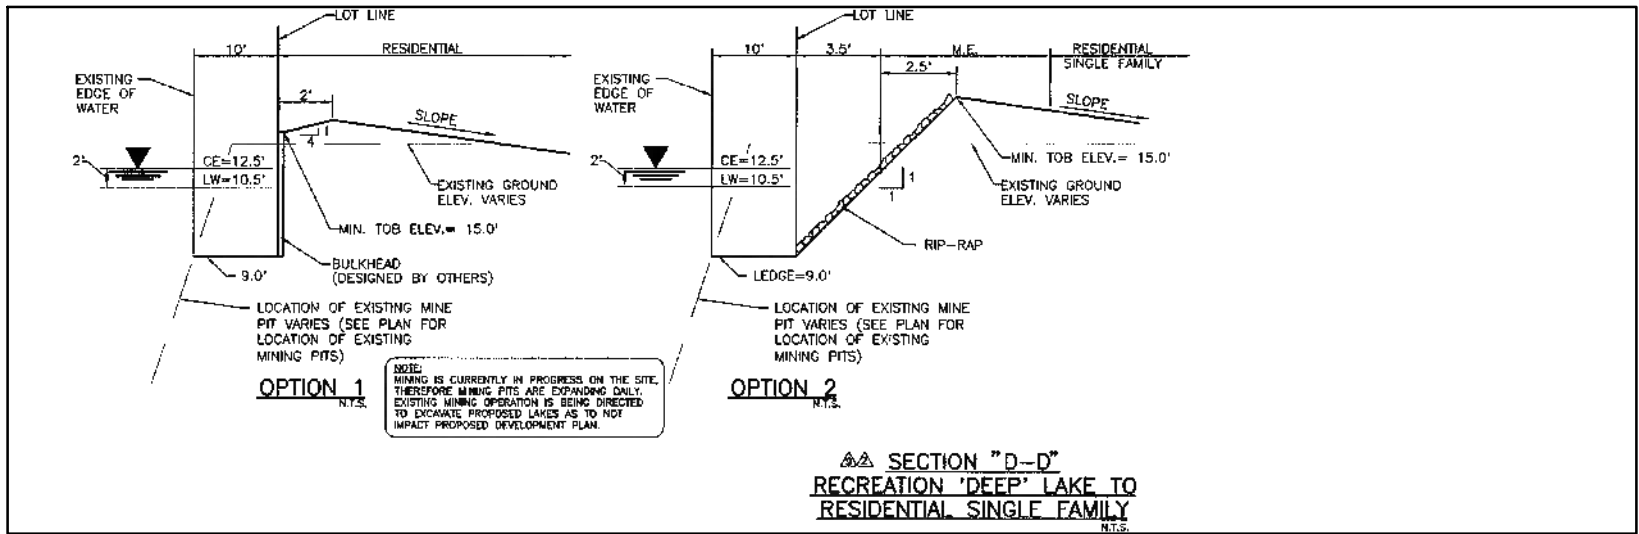 LOT LINE
10'
RESIDENTIAL
EXISTING
EDGE OF
WATER
2'
SLOPE
1
4
2'
CE=12.5'
LW=10.5'
EXISTING GROUND
ELEV. VARIES
MIN. TOB ELEV.= 15.0'
BULKHEAD
(DESIGNED BY OTHERS)
9.0'
LOCATION OF EXISTING MINE
PIT VARIES (SEE PLAN FOR
LOCATION OF EXISTING
MINING PITS)
OPTION 1
N.T.S.
NOTE:
MINING IS CURRENTLY IN PROGRESS ON THE SITE,
THEREFORE MINING PITS ARE EXPANDING DAILY.
EXISTING MINING OPERATION IS BEING DIRECTED
TO EXCAVATE PROPOSED LAKES AS TO NOT
IMPACT PROPOSED DEVELOPMENT PLAN.
LOT LINE
10'
3.5'
M.E.
RESIDENTIAL
SINGLE FAMILY
2.5'
EXISTING
EDGE OF
WATER
SLOPE
2'
CE=12.5'
LW=10.5'
MIN. TOB ELEV.= 15.0'
1
1
EXISTING GROUND
ELEV. VARIES
RIP-RAP
LEDGE=9.0'
LOCATION OF EXISTING MINE
PIT VARIES (SEE PLAN FOR
LOCATION OF EXISTING
MINING PITS)
OPTION 2
N.T.S.
2 SECTION "D-D"
RECREATION 'DEEP' LAKE TO
RESIDENTIAL SINGLE FAMILY
N.T.S.